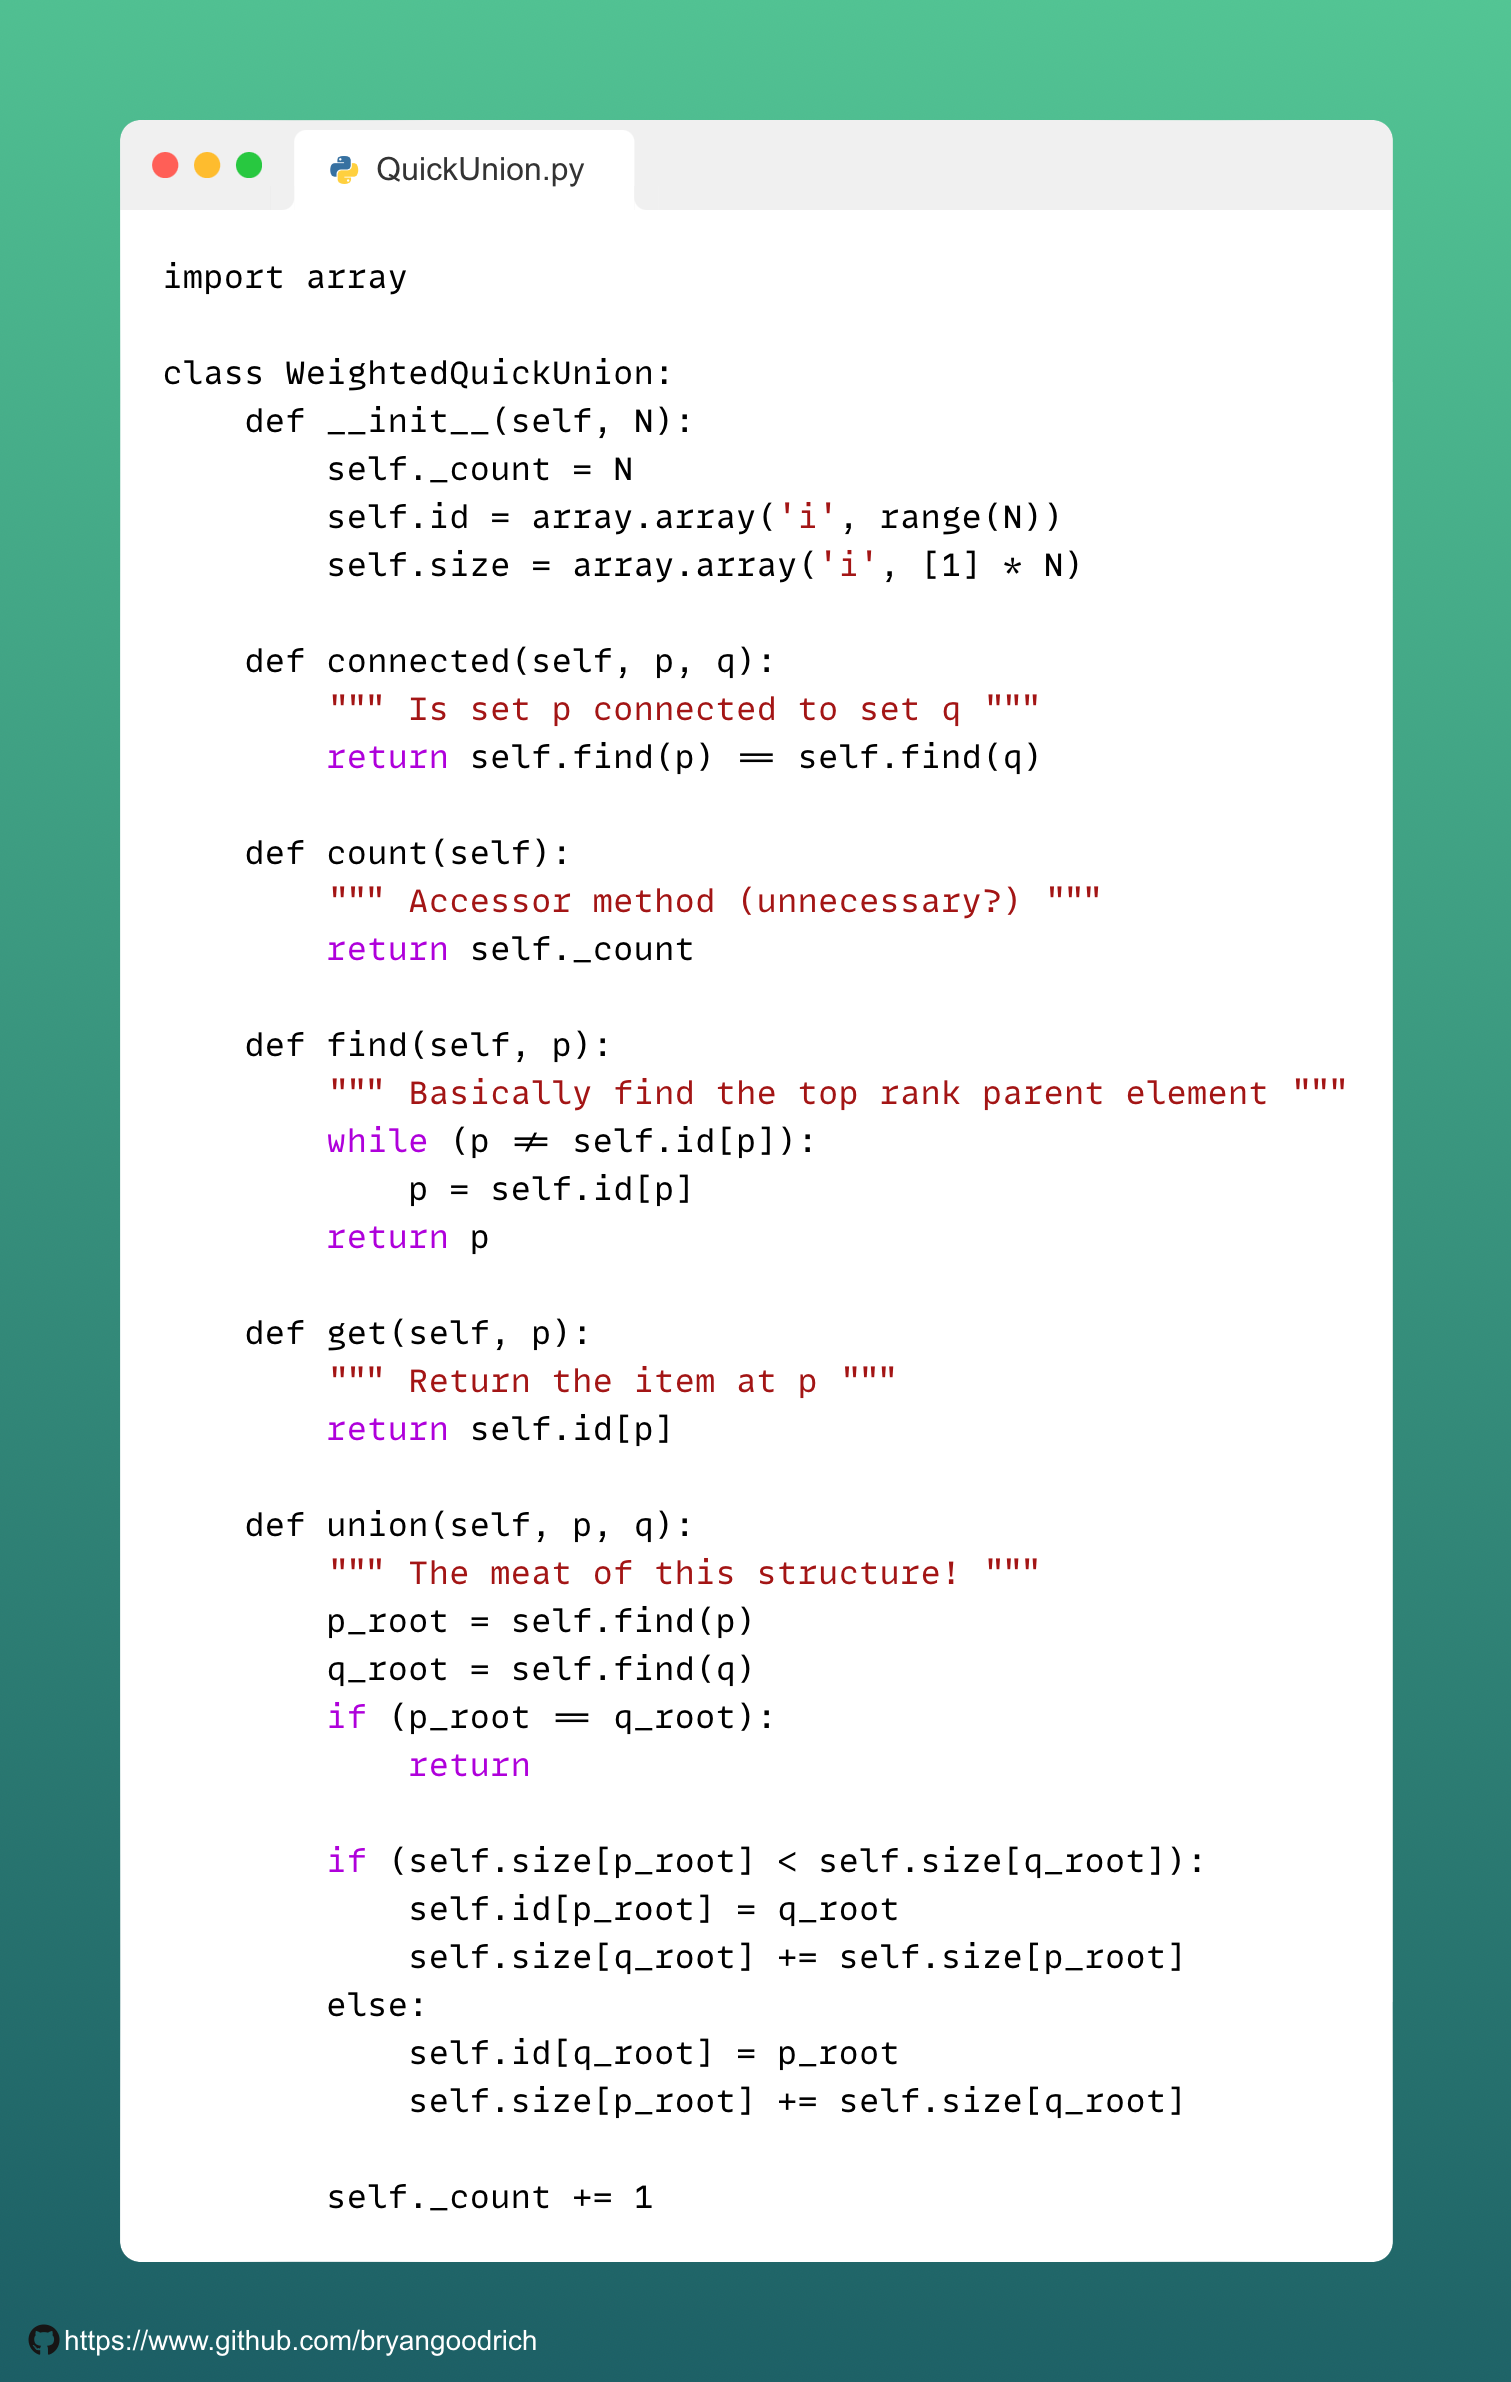 QuickUnion.py
import array
class WeightedQuickUnion:
    def __init__(self, N):
        self._count = N
        self.id = array.array('i', range(N))
        self.size = array.array('i', [1] * N)
    def connected(self, p, q):
        """ Is set p connected to set q """
        return self.find(p) == self.find(q)
    def count(self):
        """ Accessor method (unnecessary?) """
        return self._count
    def find(self, p):
        """ Basically find the top rank parent element """
        while (p != self.id[p]):
            p = self.id[p]
        return p
    def get(self, p):
        """ Return the item at p """
        return self.id[p]
    def union(self, p, q):
        """ The meat of this structure! """
        p_root = self.find(p)
        q_root = self.find(q)
        if (p_root == q_root):
            return
        if (self.size[p_root] < self.size[q_root]):
            self.id[p_root] = q_root
            self.size[q_root] += self.size[p_root]
        else:
            self.id[q_root] = p_root
            self.size[p_root] += self.size[q_root]
        self._count += 1
https://www.github.com/bryangoodrich